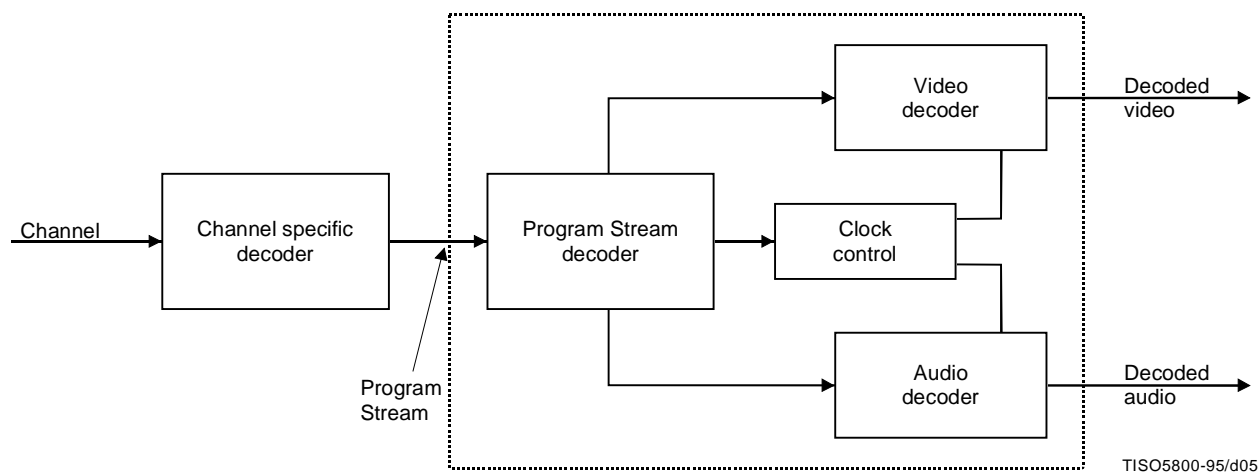 Channel
Channel specific
decoder
Program
Stream
Program Stream
decoder
Clock
control
Video
decoder
Decoded
video
Audio
decoder
Decoded
audio
TISO5800-95/d05